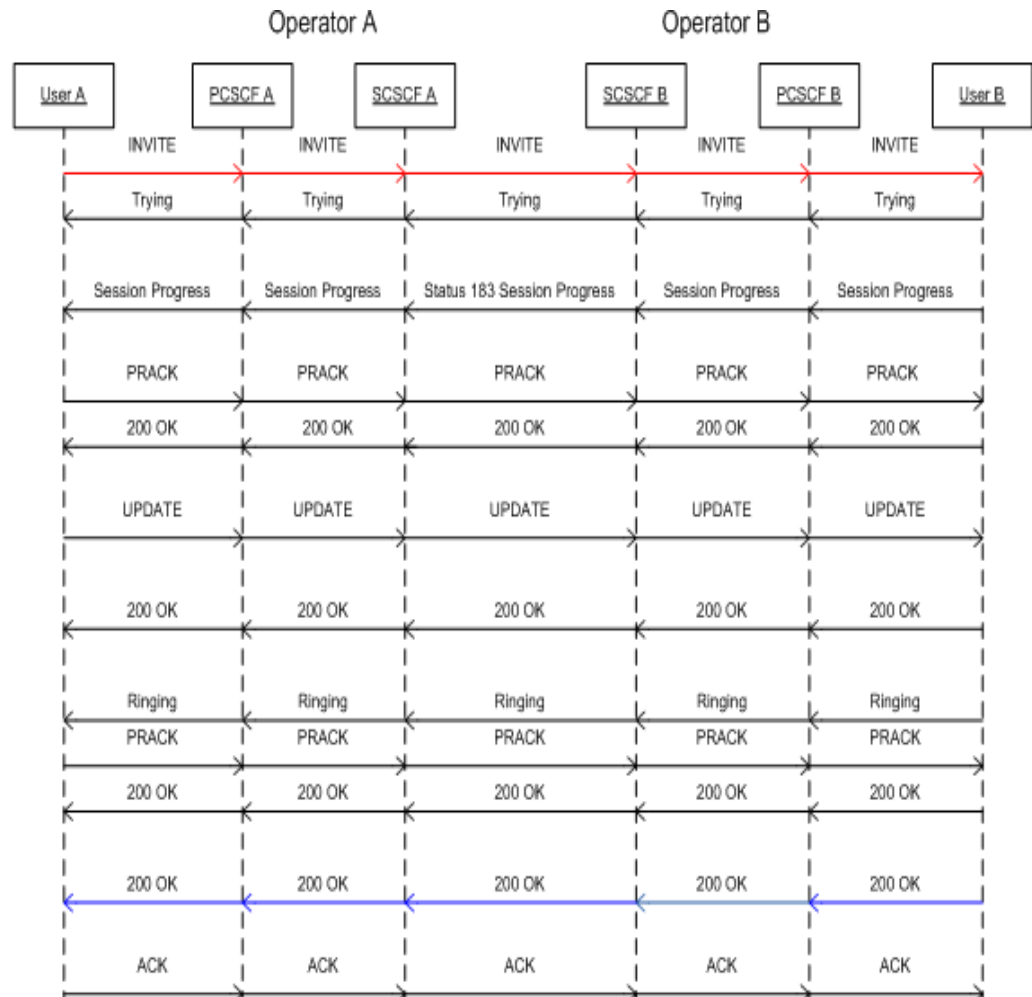 Operator A Operator B
User A PCSCF A SCSCF A SCSCF B PCSCF B User B
INVITE INVITE INVITE INVITE INVITE
Trying Trying Trying Trying Trying
Session Progress Session Progress Status 183 Session Progress Session Progress Session Progress
PRACK PRACK PRACK PRACK PRACK
200 OK 200 OK 200 OK 200 OK 200 OK
UPDATE UPDATE UPDATE UPDATE UPDATE
200 OK 200 OK 200 OK 200 OK 200 OK
Ringing Ringing Ringing Ringing Ringing
PRACK PRACK PRACK PRACK PRACK
200 OK 200 OK 200 OK 200 OK 200 OK
200 OK 200 OK 200 OK 200 OK 200 OK
ACK ACK ACK ACK ACK